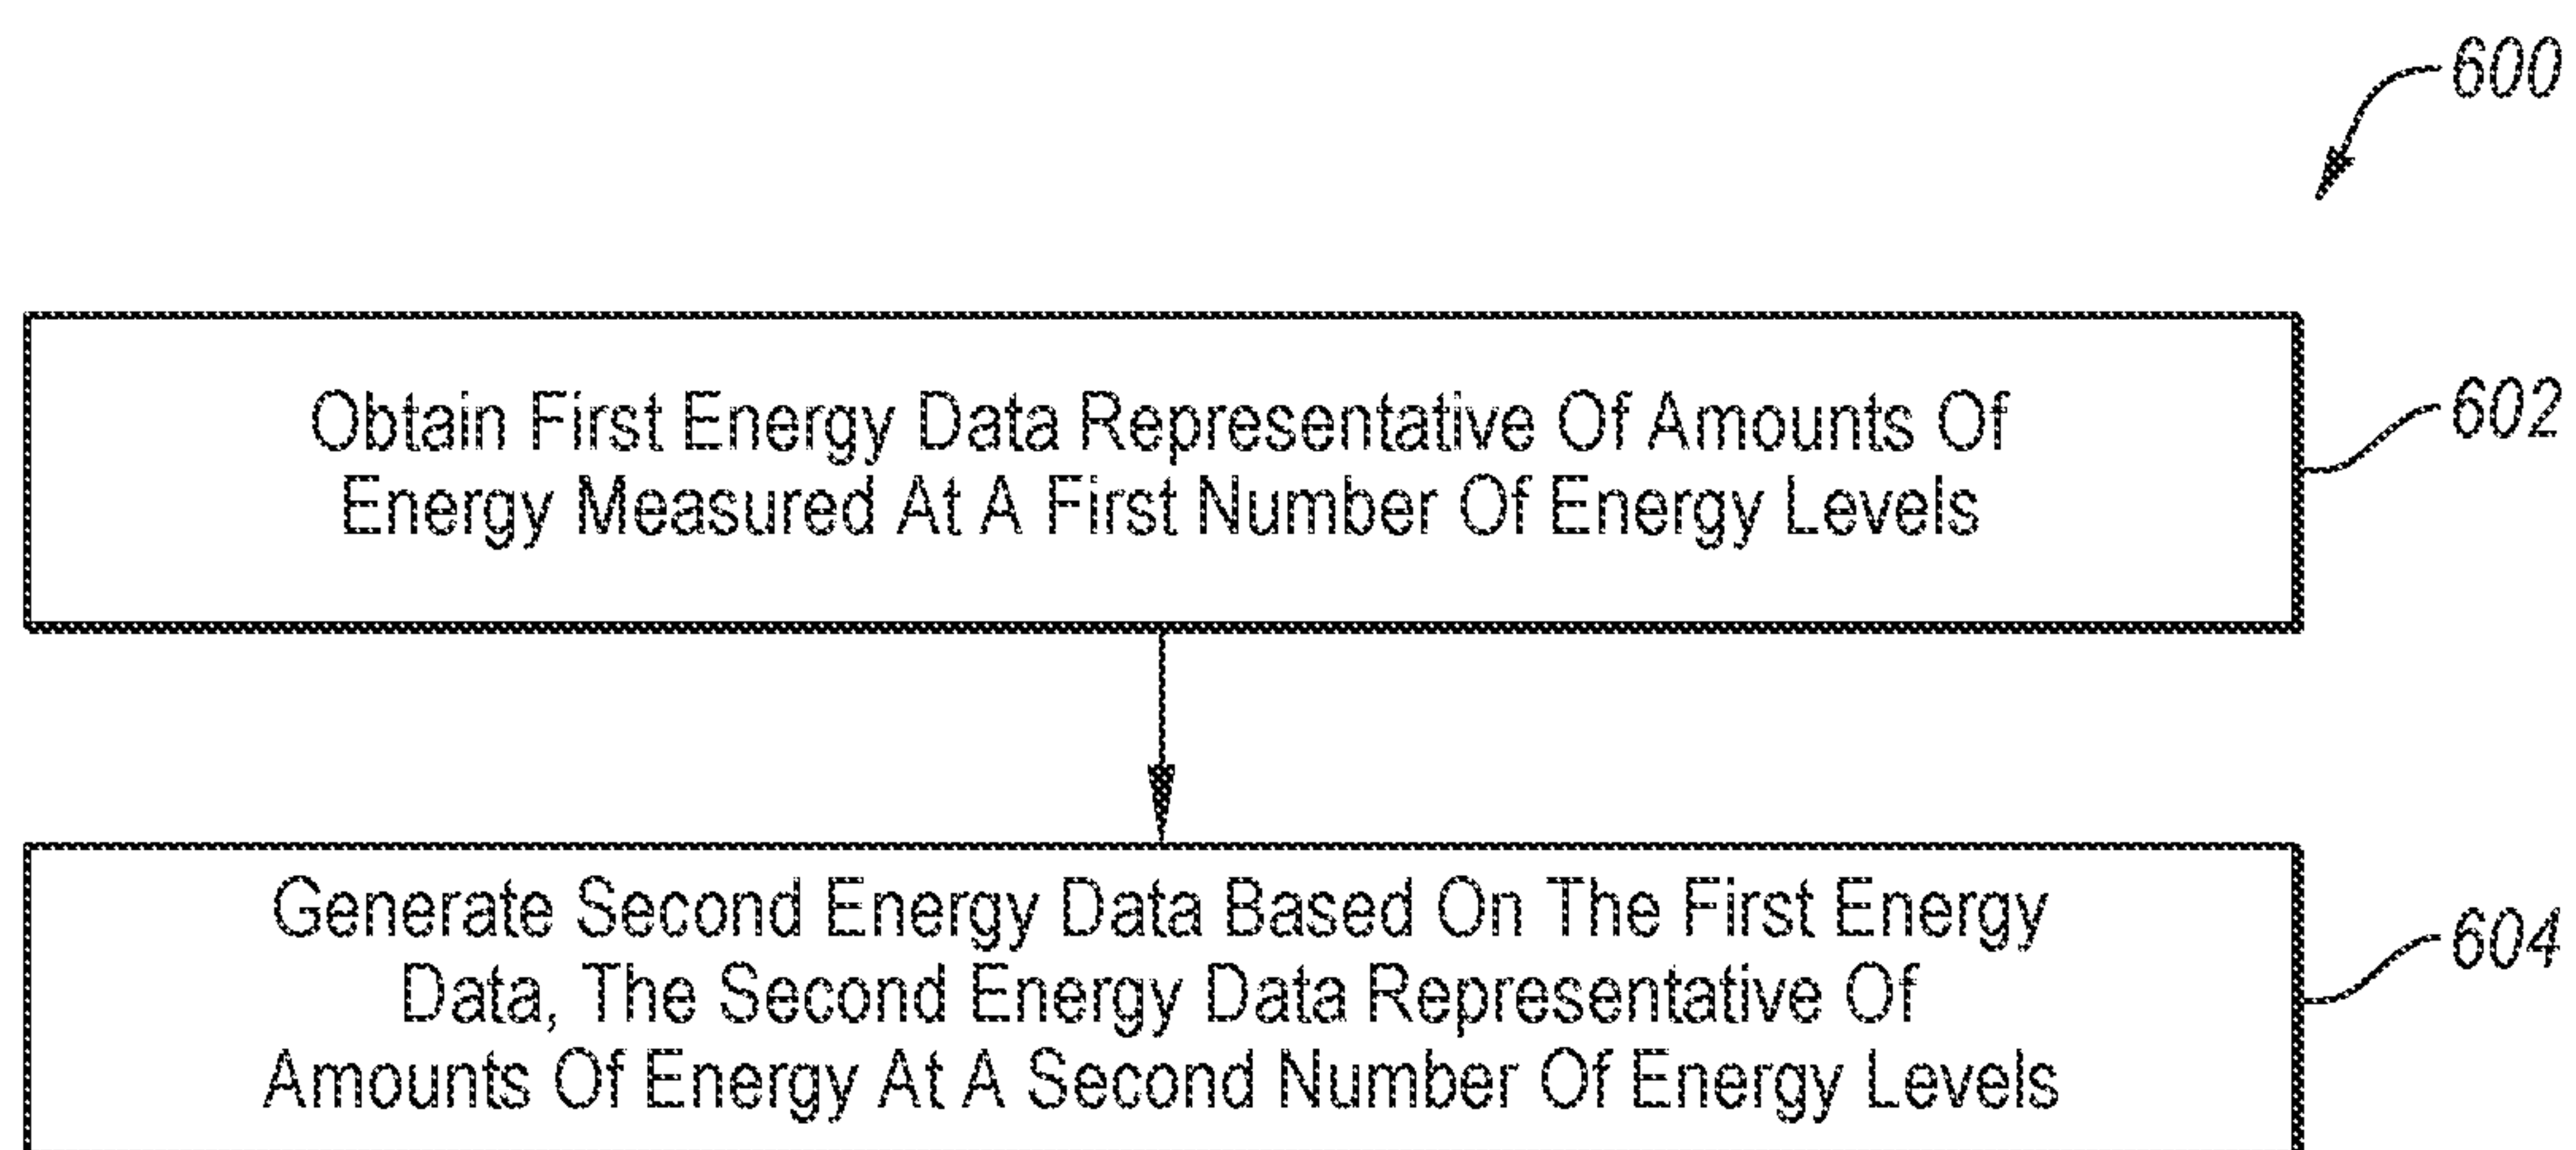 600
Obtain First Energy Data Representative Of Amounts Of
Energy Measured At A First Number Of Energy Levels
602
Generate Second Energy Data Based On The First Energy
Data, The Second Energy Data Representative Of
Amounts Of Energy At A Second Number Of Energy Levels
604